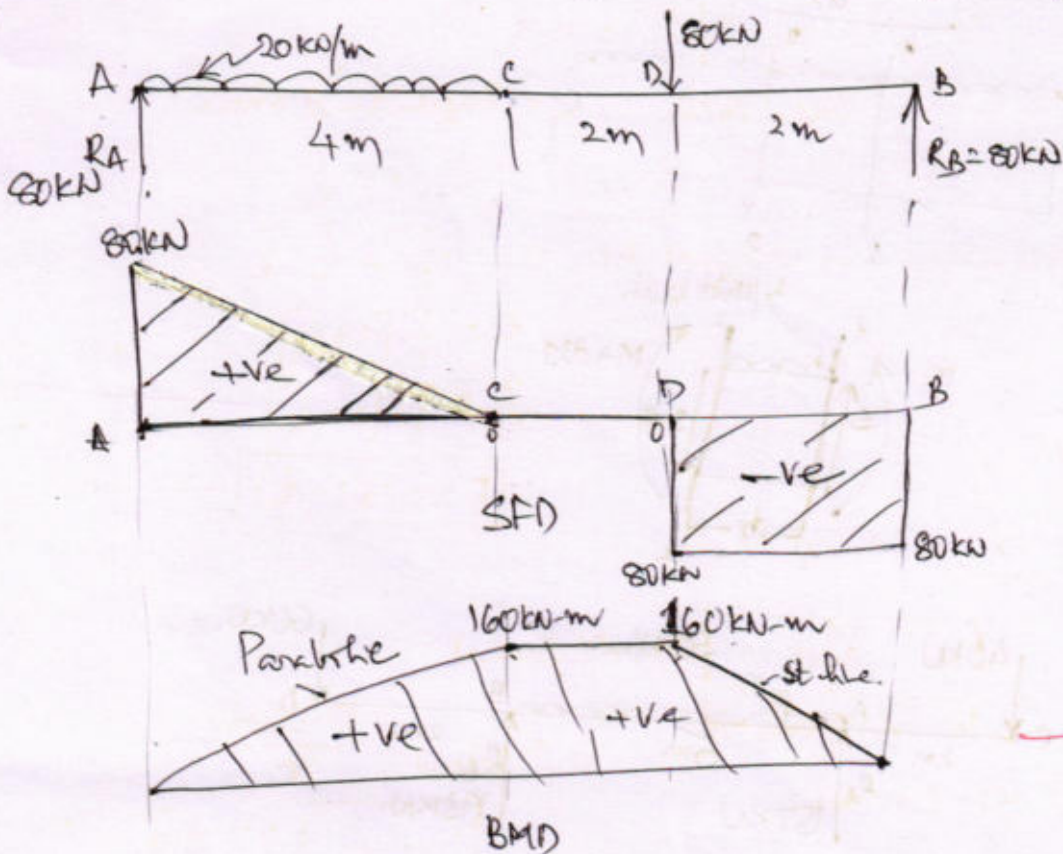 20KN/m
80KN
A C D B
4m 2m 2m
RA RB=80KN
80KN
80KN
+ve
C D B
A 0 0
-ve
SFD
80KN 80KN
160KN-m 160KN-m
Parabolic
st line
+ve +ve
BMD